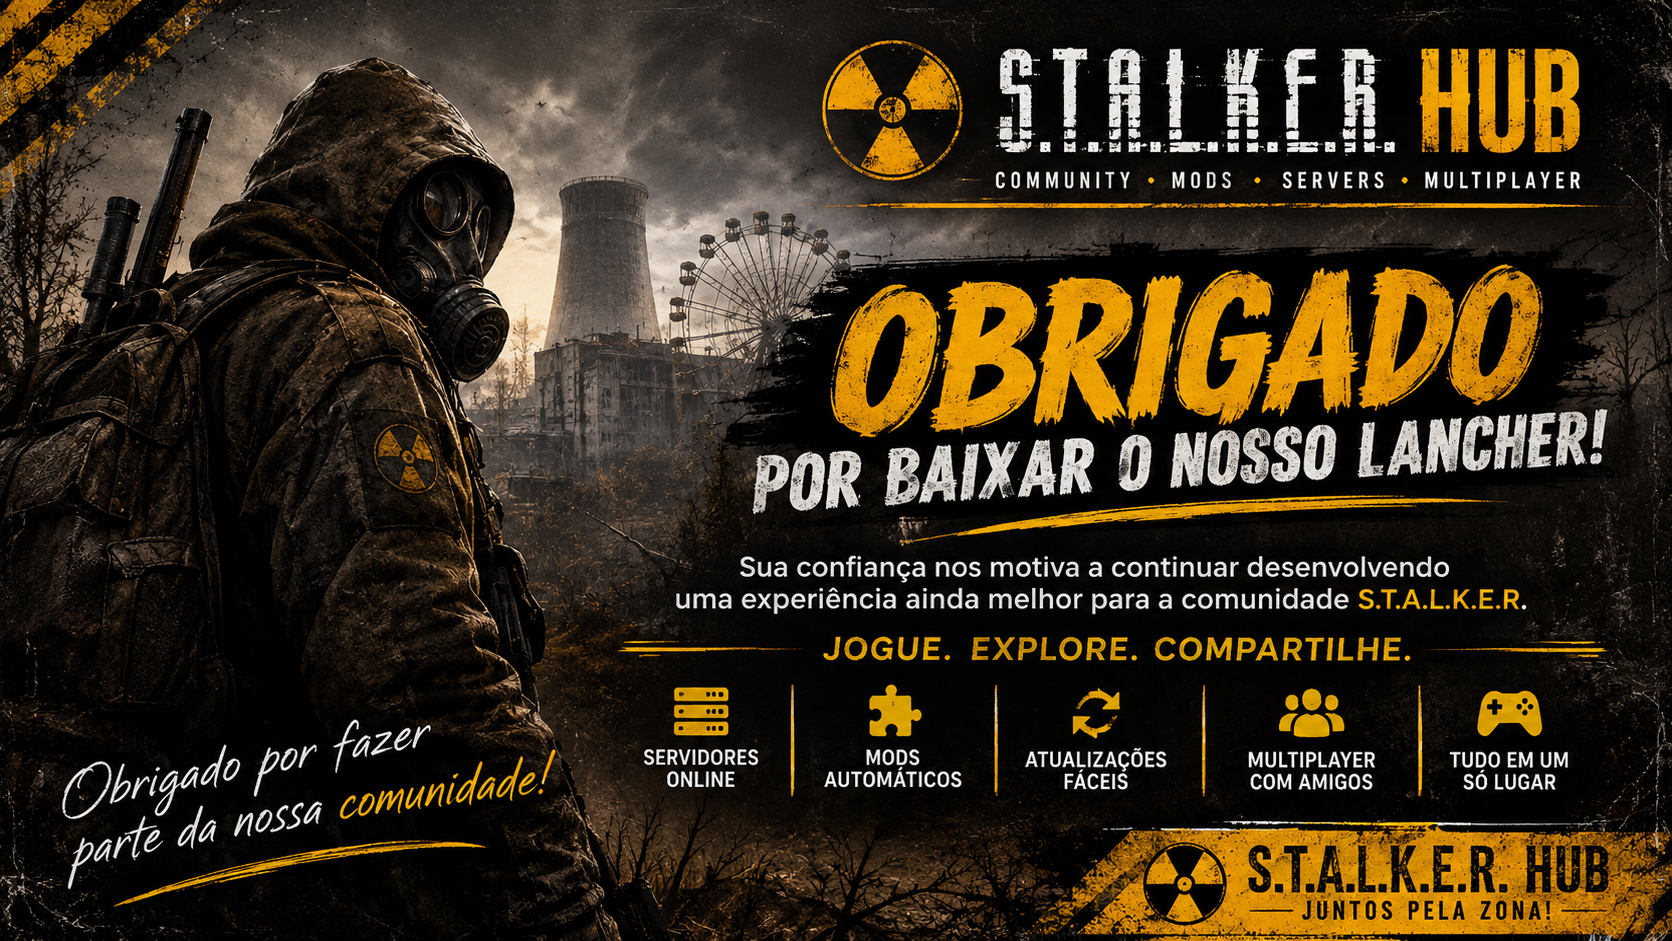 S.T.A.L.K.E.R. HUB
COMMUNITY • MODS • SERVERS • MULTIPLAYER
OBRIGADO
POR BAIXAR O NOSSO LANCHER!
Sua confiança nos motiva a continuar desenvolvendo
uma experiência ainda melhor para a comunidade S.T.A.L.K.E.R.
JOGUE. EXPLORE. COMPARTILHE.
SERVIDORES
ONLINE
MODS
AUTOMÁTICOS
ATUALIZAÇÕES
FÁCEIS
MULTIPLAYER
COM AMIGOS
TUDO EM UM
SÓ LUGAR
Obrigado por fazer
parte da nossa comunidade!
S.T.A.L.K.E.R. HUB
JUNTOS PELA ZONA!